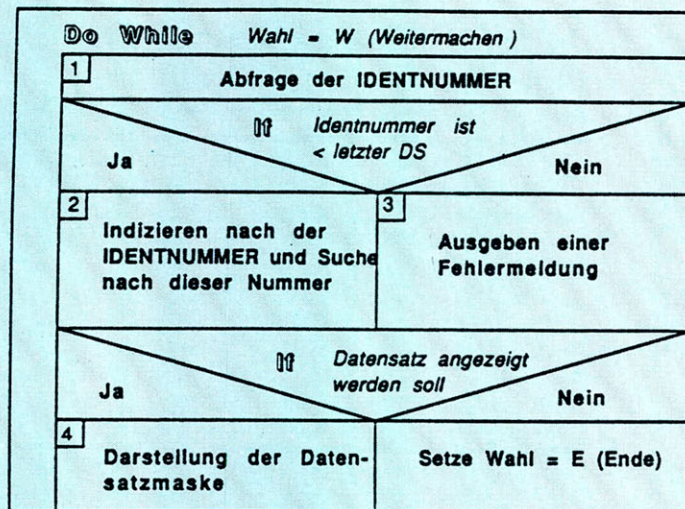 Do While Wahl = W (Weitermachen )
1
Abfrage der IDENTNUMMER
If Identnummer ist
< letzter DS
Ja
Nein
2
Indizieren nach der
IDENTNUMMER und Suche
nach dieser Nummer
3
Ausgeben einer
Fehlermeldung
If Datensatz angezeigt
werden soll
Ja
Nein
4
Darstellung der Daten-
satzmaske
Setze Wahl = E (Ende)